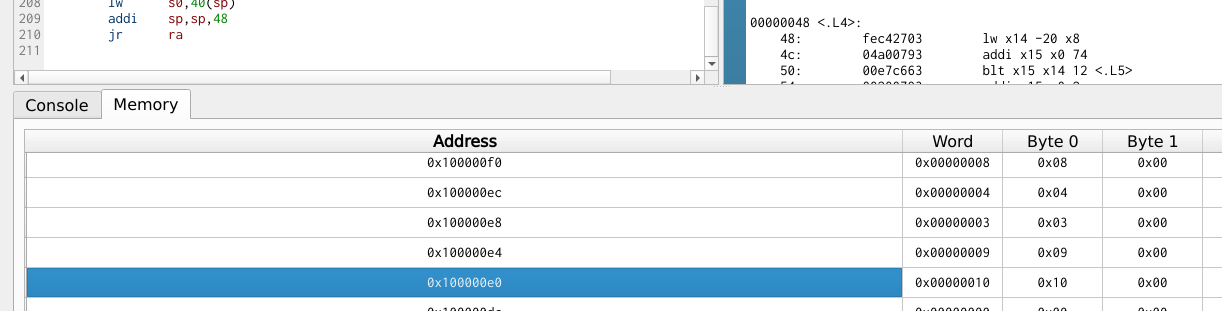 208 lw s0,40(sp)
209 addi sp,sp,48
210 jr ra
211
00000048 <.L4>:
48: fec42703 lw x14 -20 x8
4c: 04a00793 addi x15 x0 74
50: 00e7c663 blt x15 x14 12 <.L5>
Console Memory
Address Word Byte 0 Byte 1
0x100000f0 0x00000008 0x08 0x00
0x100000ec 0x00000004 0x04 0x00
0x100000e8 0x00000003 0x03 0x00
0x100000e4 0x00000009 0x09 0x00
0x100000e0 0x00000010 0x10 0x00